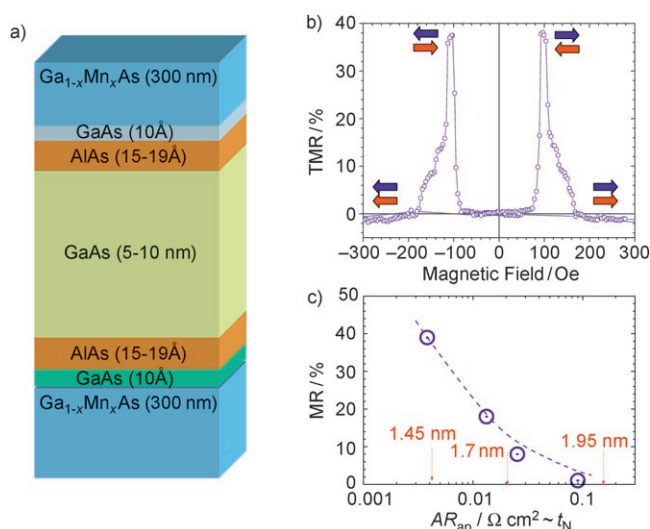 a)
Ga₁₋ₓMnₓAs (300 nm)
GaAs (10Å)
AlAs (15-19Å)
GaAs (5-10 nm)
AlAs (15-19Å)
GaAs (10Å)
Ga₁₋ₓMnₓAs (300 nm)
b)
40
30
20
10
0
TMR / %
–300 –200 –100 0 100 200 300
Magnetic Field / Oe
c)
50
40
30
20
10
0
MR / %
1.45 nm
1.7 nm
1.95 nm
0.001 0.01 0.1
ARₐₚ / Ω cm² ~ t_N